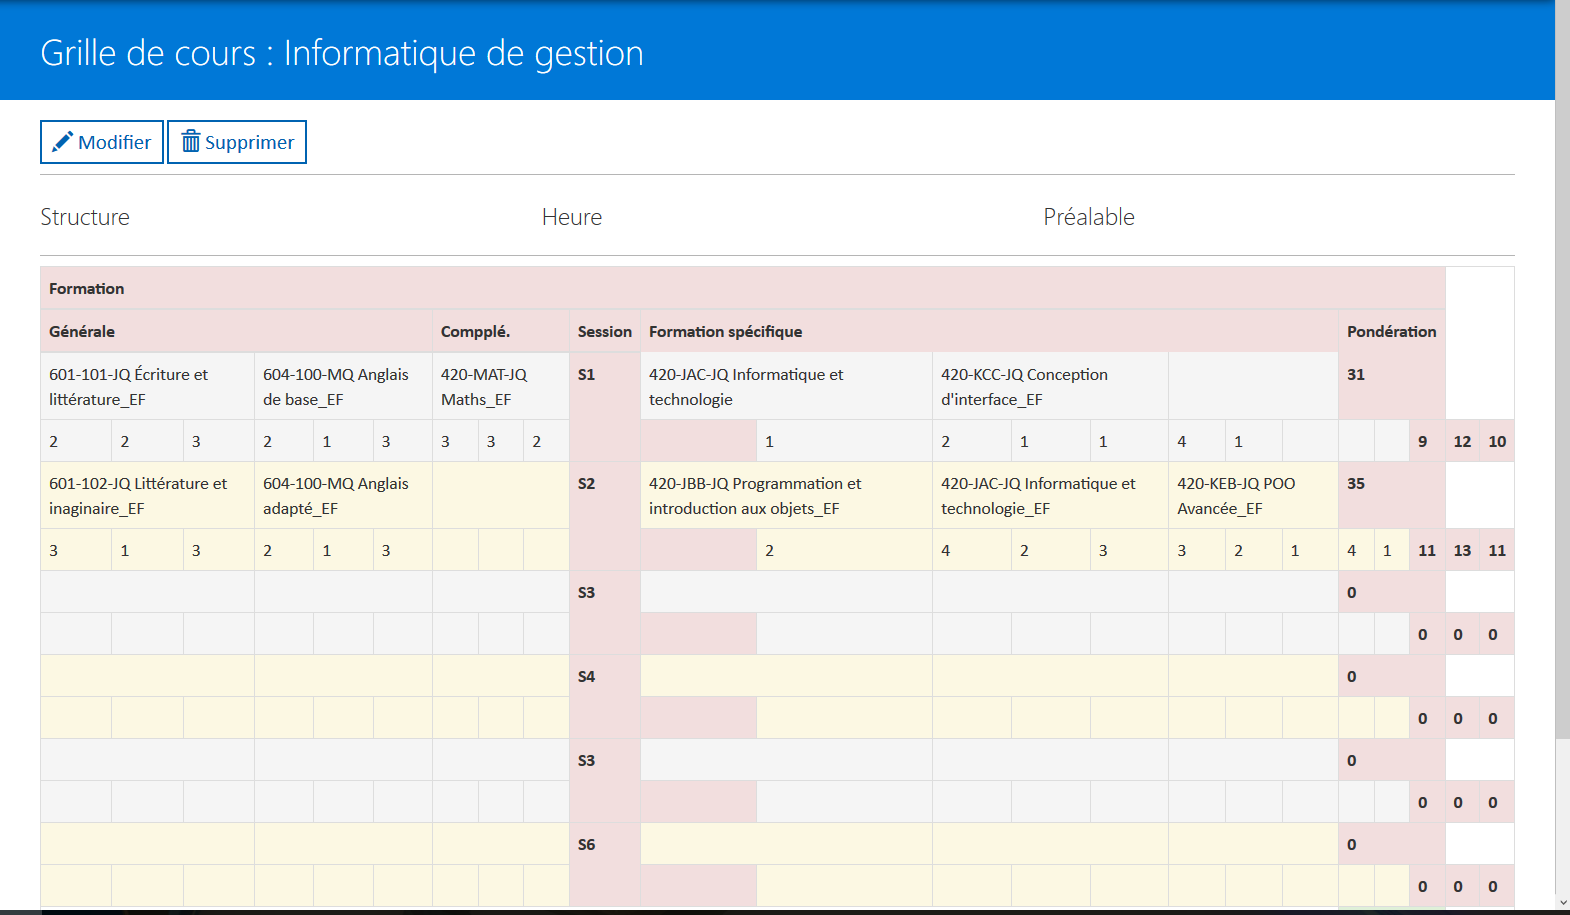 Grille de cours : Informatique de gestion
Modifier Supprimer
Structure Heure Préalable
Formation
Générale Compplé. Session Formation spécifique Pondération
601-101-JQ Écriture et 604-100-MQ Anglais 420-MAT-JQ S1 420-JAC-JQ Informatique et 420-KCC-JQ Conception 31
littérature_EF de base_EF Maths_EF technologie d'interface_EF
2 2 3 2 1 3 3 3 2 1 2 1 1 4 1 9 12 10
601-102-JQ Littérature et 604-100-MQ Anglais S2 420-JBB-JQ Programmation et 420-JAC-JQ Informatique et 420-KEB-JQ POO 35
inaginaire_EF adapté_EF introduction aux objets_EF technologie_EF Avancée_EF
3 1 3 2 1 3 2 4 2 3 3 2 1 4 1 11 13 11
S3 0
0 0 0
S4 0
0 0 0
S3 0
0 0 0
S6 0
0 0 0